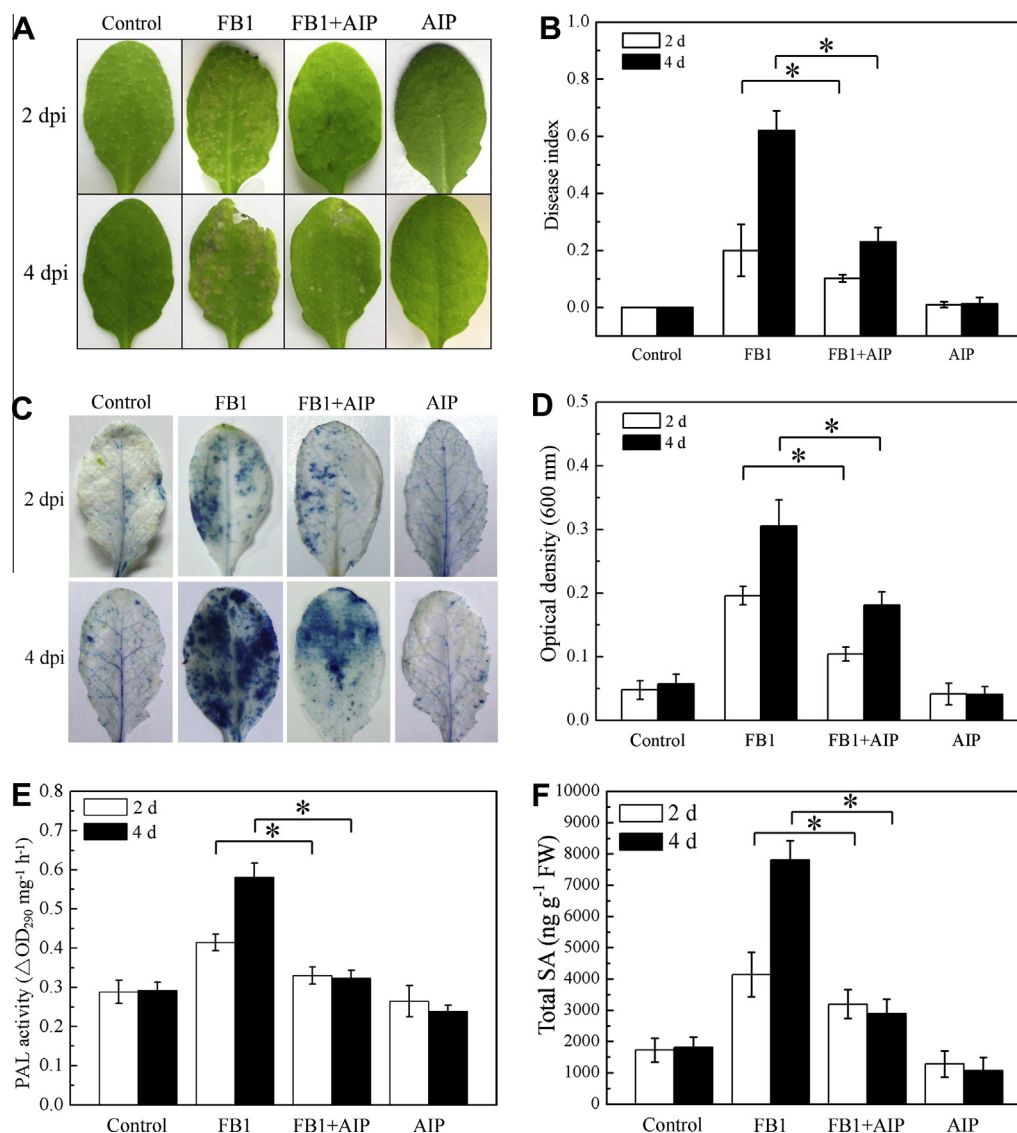 A
Control FB1 FB1+AIP AIP
2 dpi
4 dpi
B
2 d
4 d
* *
Disease index
1.0
0.8
0.6
0.4
0.2
0.0
Control FB1 FB1+AIP AIP
C
Control FB1 FB1+AIP AIP
2 dpi
4 dpi
D
2 d
4 d
* *
Optical density (600 nm)
0.5
0.4
0.3
0.2
0.1
0.0
Control FB1 FB1+AIP AIP
E
2 d
4 d
* *
PAL activity (△OD290 mg-1 h-1)
0.8
0.7
0.6
0.5
0.4
0.3
0.2
0.1
0.0
Control FB1 FB1+AIP AIP
F
2 d
4 d
* *
Total SA (ng g-1 FW)
10000
9000
8000
7000
6000
5000
4000
3000
2000
1000
0
Control FB1 FB1+AIP AIP